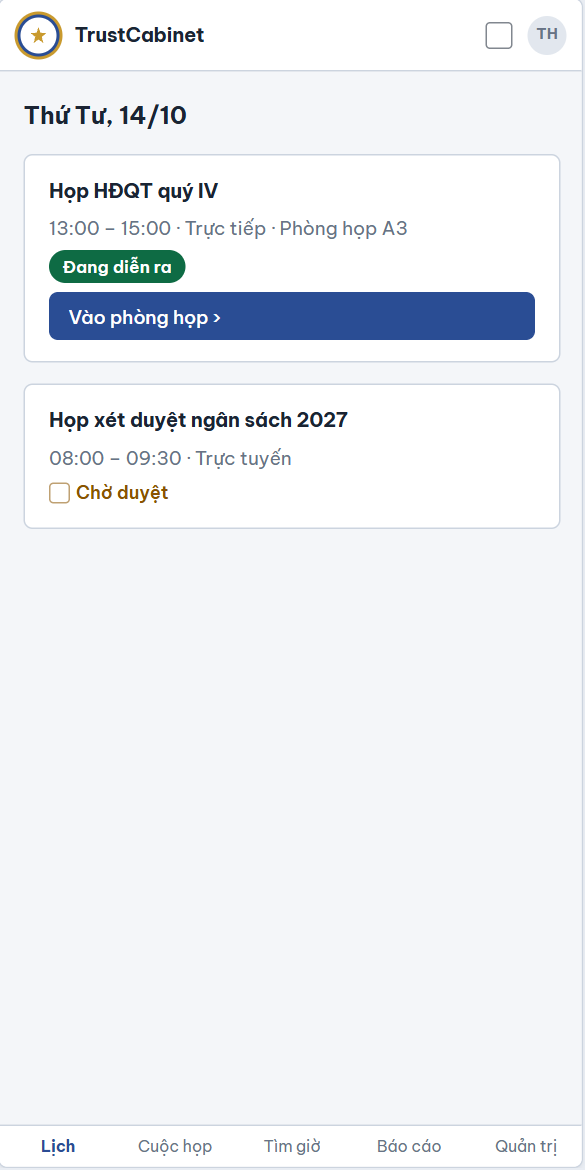 TrustCabinet
TH
Thứ Tư, 14/10
Họp HĐQT quý IV
13:00 – 15:00 · Trực tiếp · Phòng họp A3
Đang diễn ra
Vào phòng họp ›
Họp xét duyệt ngân sách 2027
08:00 – 09:30 · Trực tuyến
Chờ duyệt
Lịch
Cuộc họp
Tìm giờ
Báo cáo
Quản trị